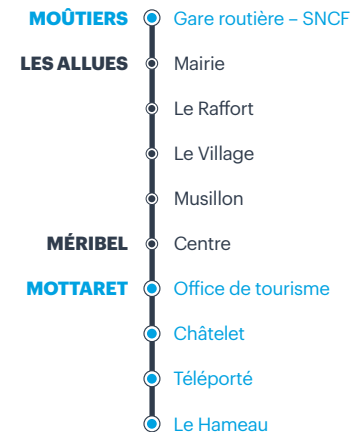 MOÛTIERS Gare routière – SNCF
LES ALLUES Mairie
Le Raffort
Le Village
Musillon
MÉRIBEL Centre
MOTTARET Office de tourisme
Châtelet
Téléporté
Le Hameau